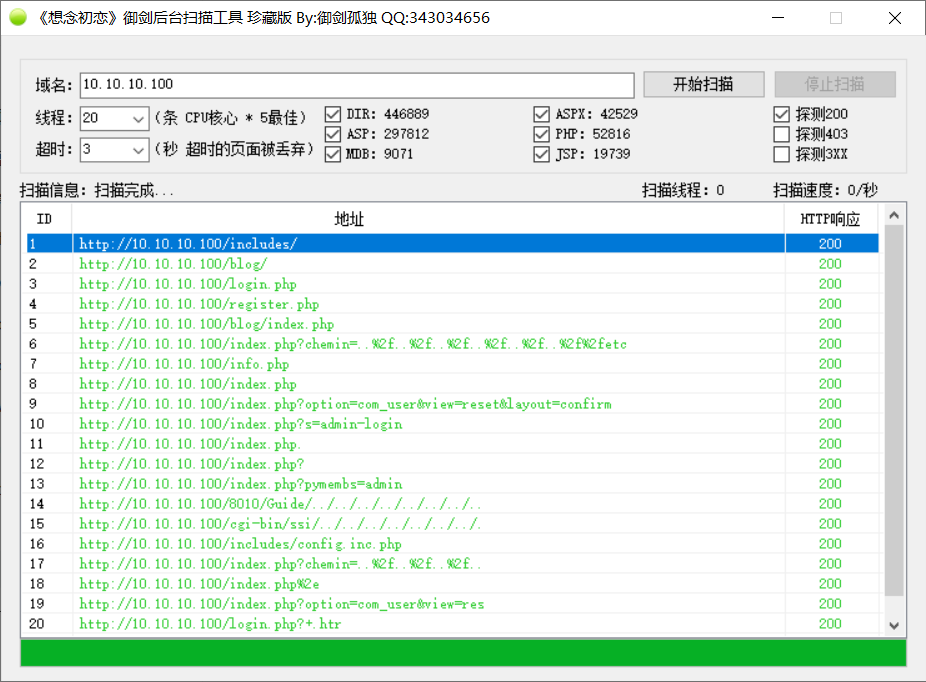 《想念初恋》御剑后台扫描工具 珍藏版 By:御剑孤独 QQ:343034656
域名: 10.10.10.100 开始扫描 停止扫描
线程: 20 (条 CPU核心 * 5最佳) DIR: 446889 ASPX: 42529 探测200
ASP: 297812 PHP: 52816 探测403
超时: 3 (秒 超时的页面被丢弃) MDB: 9071 JSP: 19739 探测3XX
扫描信息: 扫描完成... 扫描线程: 0 扫描速度: 0/秒
ID 地址 HTTP响应
1 http://10.10.10.100/includes/ 200
2 http://10.10.10.100/blog/ 200
3 http://10.10.10.100/login.php 200
4 http://10.10.10.100/register.php 200
5 http://10.10.10.100/blog/index.php 200
6 http://10.10.10.100/index.php?chemin=..%2f..%2f..%2f..%2f..%2f..%2f%2fetc 200
7 http://10.10.10.100/info.php 200
8 http://10.10.10.100/index.php 200
9 http://10.10.10.100/index.php?option=com_user&view=reset&layout=confirm 200
10 http://10.10.10.100/index.php?s=admin-login 200
11 http://10.10.10.100/index.php. 200
12 http://10.10.10.100/index.php? 200
13 http://10.10.10.100/index.php?pymembs=admin 200
14 http://10.10.10.100/8010/Guide/../../../../../../.. 200
15 http://10.10.10.100/cgi-bin/ssi/../../../../../../. 200
16 http://10.10.10.100/includes/config.inc.php 200
17 http://10.10.10.100/index.php?chemin=..%2f..%2f..%2f.. 200
18 http://10.10.10.100/index.php%2e 200
19 http://10.10.10.100/index.php?option=com_user&view=res 200
20 http://10.10.10.100/login.php?+.htr 200